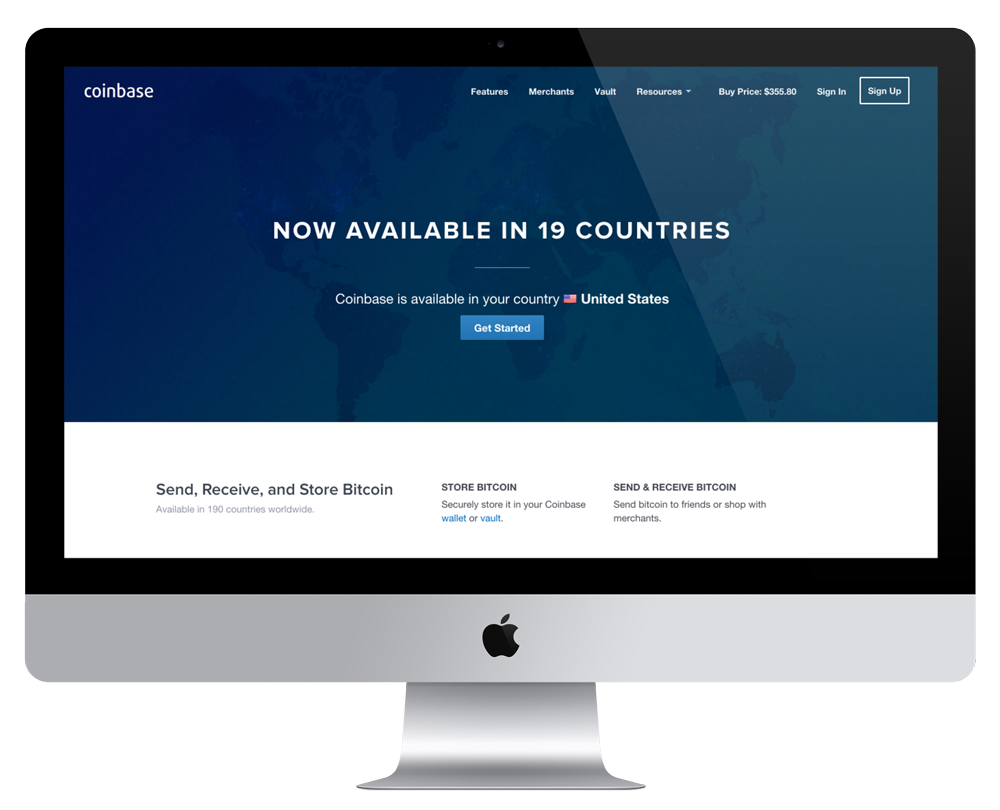 coinbase
Features Merchants Vault Resources Buy Price: $355.80 Sign In Sign Up
NOW AVAILABLE IN 19 COUNTRIES
Coinbase is available in your country United States
Get Started
Send, Receive, and Store Bitcoin
Available in 190 countries worldwide.
STORE BITCOIN
Securely store it in your Coinbase
wallet or vault.
SEND & RECEIVE BITCOIN
Send bitcoin to friends or shop with
merchants.